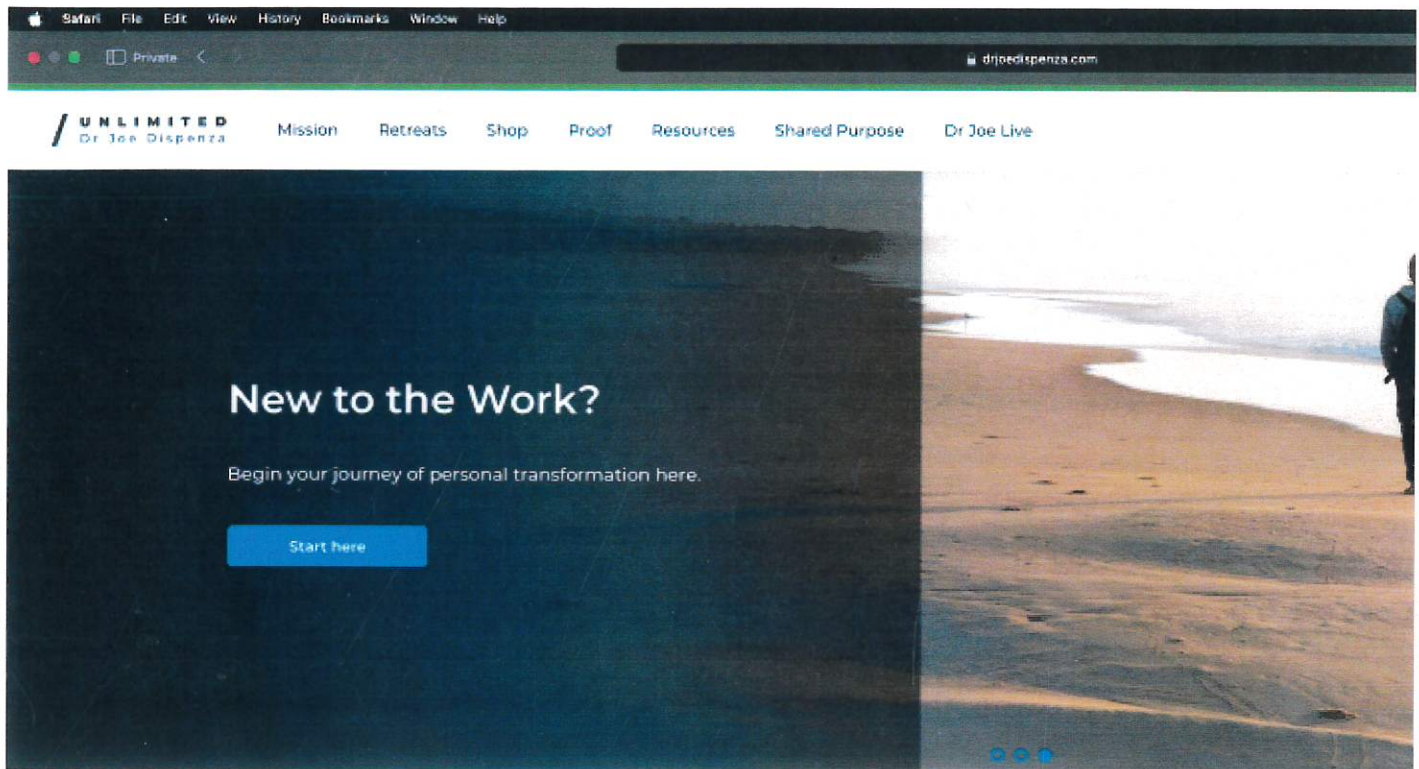 Safari File Edit View History Bookmarks Window Help
Private
drjoedispenza.com
UNLIMITED
Dr Joe Dispenza
Mission Retreats Shop Proof Resources Shared Purpose Dr Joe Live
New to the Work?
Begin your journey of personal transformation here.
Start here